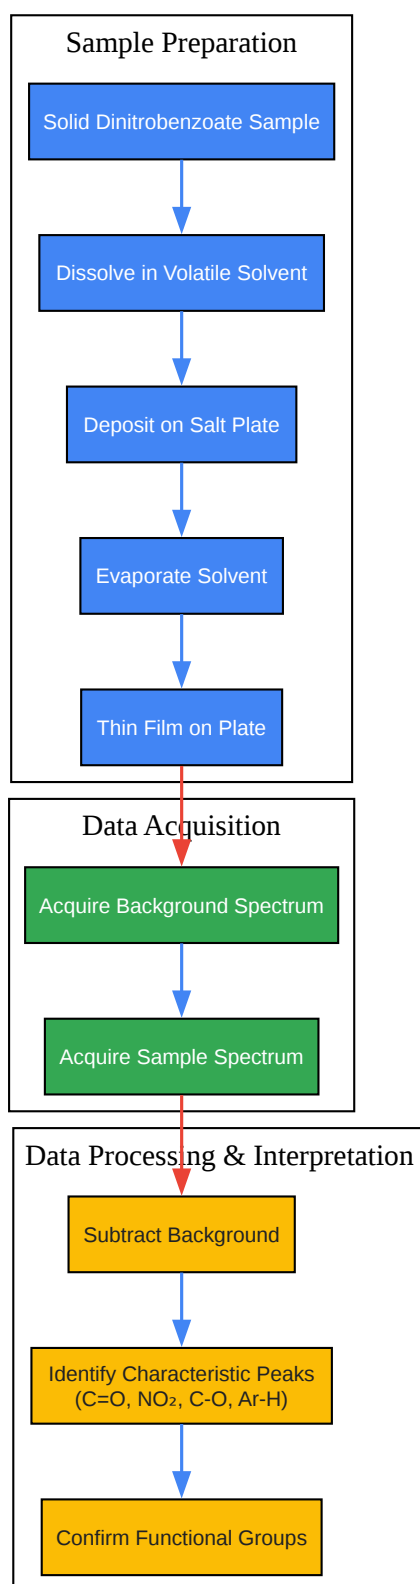 Sample Preparation
Solid Dinitrobenzoate Sample
Dissolve in Volatile Solvent
Deposit on Salt Plate
Evaporate Solvent
Thin Film on Plate
Data Acquisition
Acquire Background Spectrum
Acquire Sample Spectrum
Data Processing & Interpretation
Subtract Background
Identify Characteristic Peaks
(C=O, NO₂, C-O, Ar-H)
Confirm Functional Groups